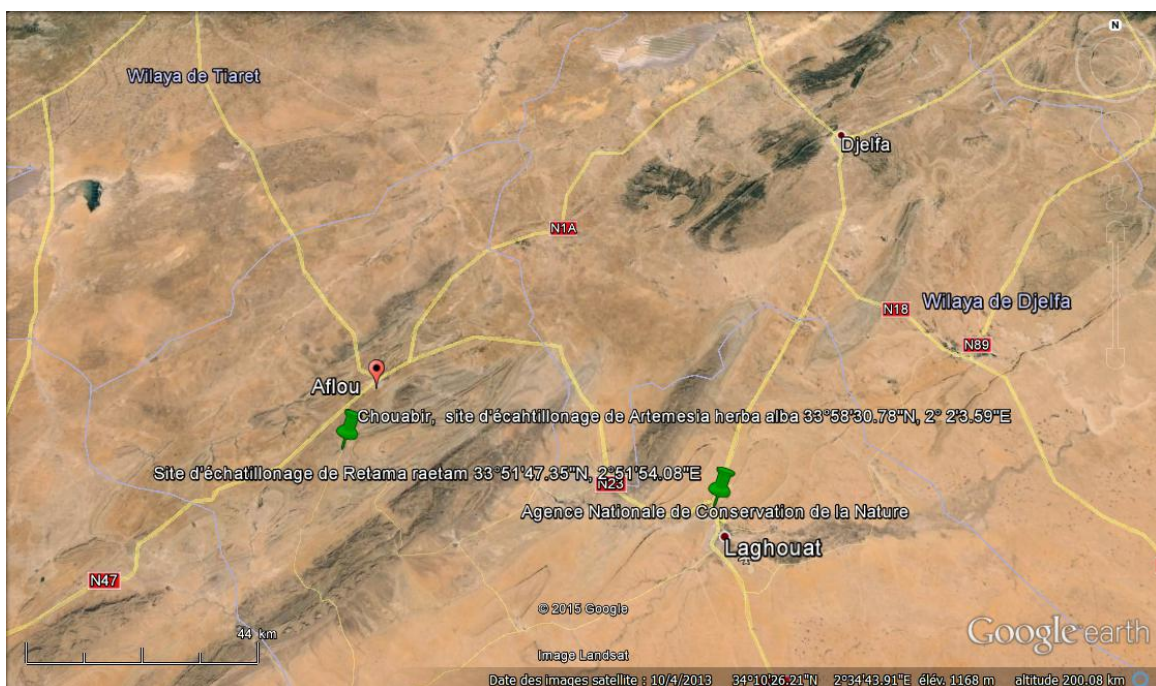 N
Wilaya de Tiaret
Djelfa
N1A
Wilaya de Djelfa
N18
N89
Aflou
Chouabir, site d'écahtillonage de Artemesia herba alba 33°58'30.78"N, 2° 2'3.59"E
Site d'échatillonage de Retama raetam 33°51'47.35"N, 2°51'54.08"E
N23
Agence Nationale de Conservation de la Nature
Laghouat
N47
© 2015 Google
44 km
Google earth
Image Landsat
Date des images satellite : 10/4/2013 34°10'26.21"N 2°34'43.91"E élév. 1168 m altitude 200.08 km